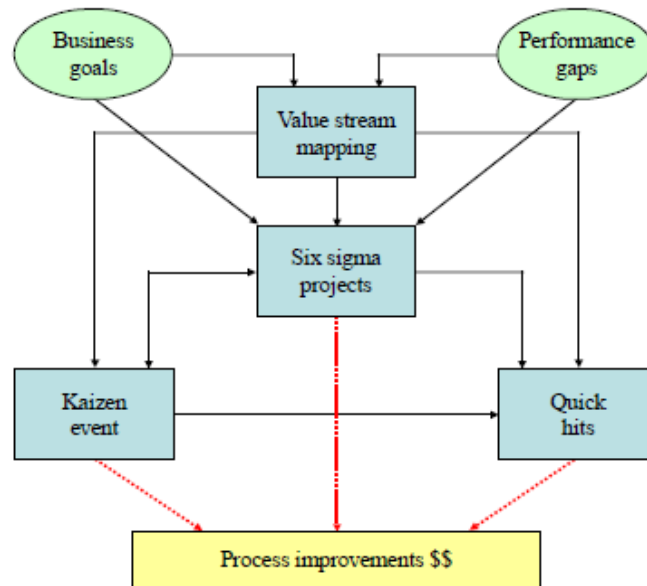 Business
goals
Performance
gaps
Value stream
mapping
Six sigma
projects
Kaizen
event
Quick
hits
Process improvements $$